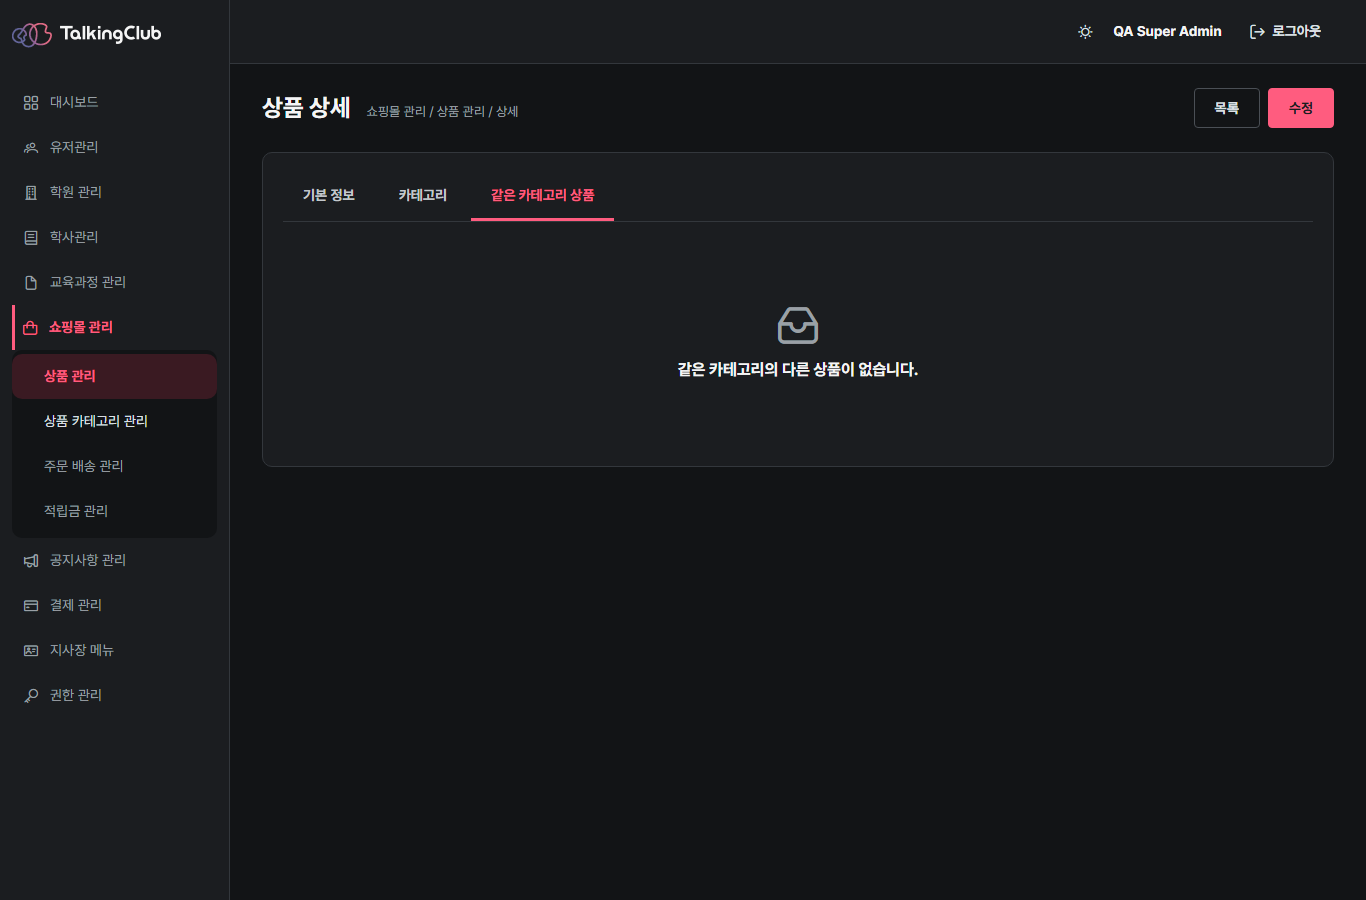 TalkingClub
QA Super Admin
로그아웃
대시보드
유저관리
학원 관리
학사관리
교육과정 관리
쇼핑몰 관리
상품 관리
상품 카테고리 관리
주문 배송 관리
적립금 관리
공지사항 관리
결제 관리
지사장 메뉴
권한 관리
상품 상세
쇼핑몰 관리 / 상품 관리 / 상세
목록
수정
기본 정보
카테고리
같은 카테고리 상품
같은 카테고리의 다른 상품이 없습니다.